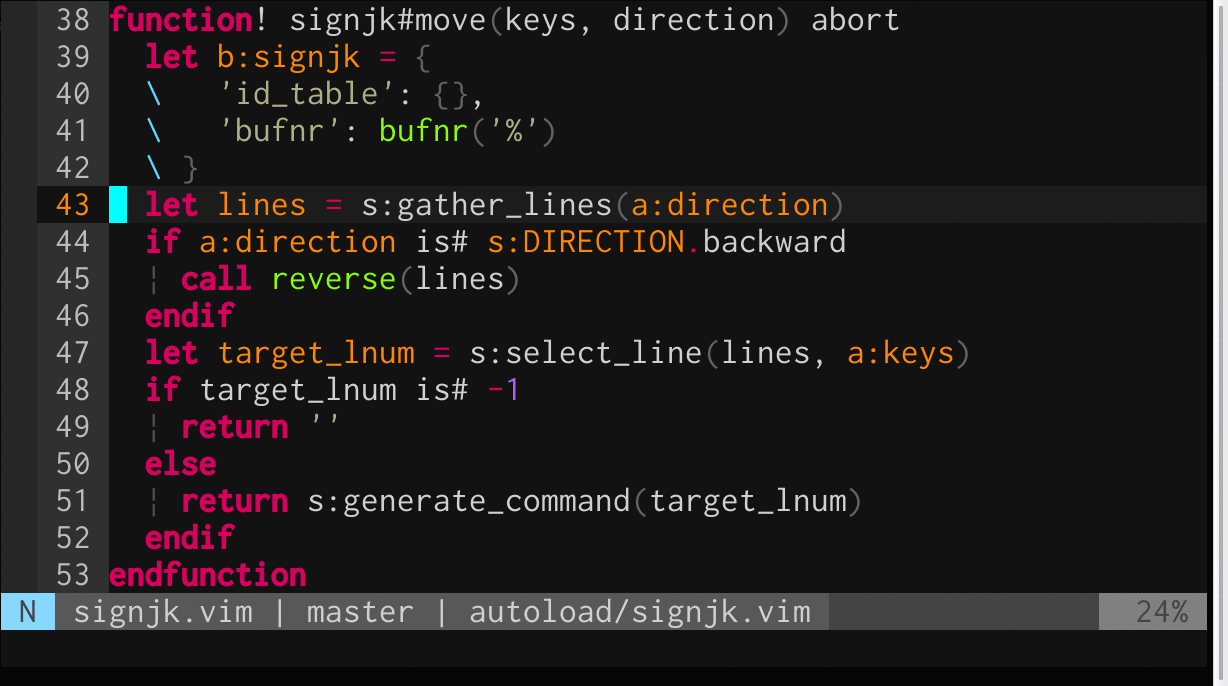 38 function! signjk#move(keys, direction) abort
39   let b:signjk = {
40   \   'id_table': {},
41   \   'bufnr': bufnr('%')
42   \ }
43   let lines = s:gather_lines(a:direction)
44   if a:direction is# s:DIRECTION.backward
45   ¦ call reverse(lines)
46   endif
47   let target_lnum = s:select_line(lines, a:keys)
48   if target_lnum is# -1
49   ¦ return ''
50   else
51   ¦ return s:generate_command(target_lnum)
52   endif
53 endfunction
N signjk.vim | master | autoload/signjk.vim 24%